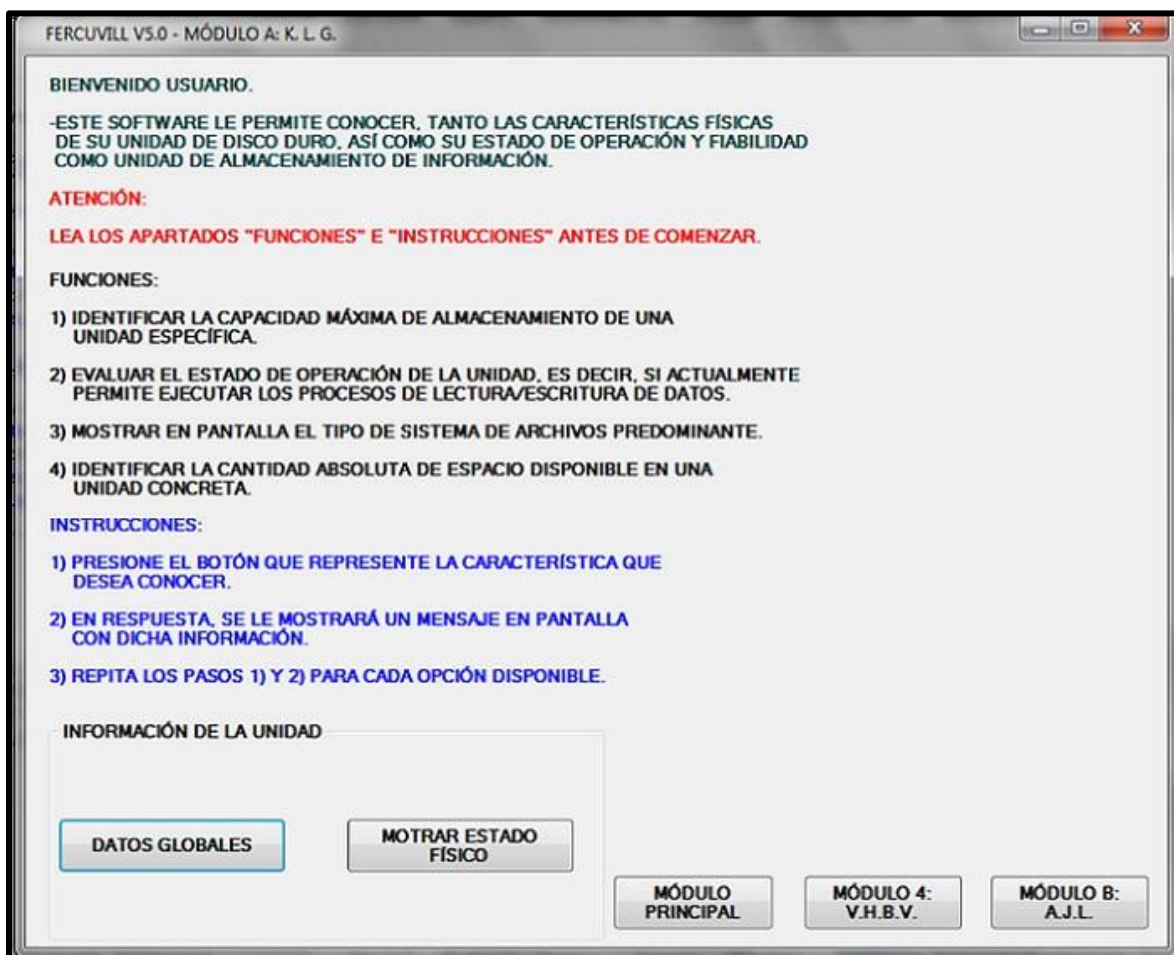 FERCUVILL V5.0 - MÓDULO A: K. L. G.
BIENVENIDO USUARIO.
-ESTE SOFTWARE LE PERMITE CONOCER, TANTO LAS CARACTERÍSTICAS FÍSICAS
DE SU UNIDAD DE DISCO DURO, ASÍ COMO SU ESTADO DE OPERACIÓN Y FIABILIDAD
COMO UNIDAD DE ALMACENAMIENTO DE INFORMACIÓN.
ATENCIÓN:
LEA LOS APARTADOS "FUNCIONES" E "INSTRUCCIONES" ANTES DE COMENZAR.
FUNCIONES:
1) IDENTIFICAR LA CAPACIDAD MÁXIMA DE ALMACENAMIENTO DE UNA
UNIDAD ESPECÍFICA.
2) EVALUAR EL ESTADO DE OPERACIÓN DE LA UNIDAD, ES DECIR, SI ACTUALMENTE
PERMITE EJECUTAR LOS PROCESOS DE LECTURA/ESCRITURA DE DATOS.
3) MOSTRAR EN PANTALLA EL TIPO DE SISTEMA DE ARCHIVOS PREDOMINANTE.
4) IDENTIFICAR LA CANTIDAD ABSOLUTA DE ESPACIO DISPONIBLE EN UNA
UNIDAD CONCRETA.
INSTRUCCIONES:
1) PRESIONE EL BOTÓN QUE REPRESENTE LA CARACTERÍSTICA QUE
DESEA CONOCER.
2) EN RESPUESTA, SE LE MOSTRARÁ UN MENSAJE EN PANTALLA
CON DICHA INFORMACIÓN.
3) REPITA LOS PASOS 1) Y 2) PARA CADA OPCIÓN DISPONIBLE.
INFORMACIÓN DE LA UNIDAD
DATOS GLOBALES
MOTRAR ESTADO
FÍSICO
MÓDULO
PRINCIPAL
MÓDULO 4:
V.H.B.V.
MÓDULO B:
A.J.L.